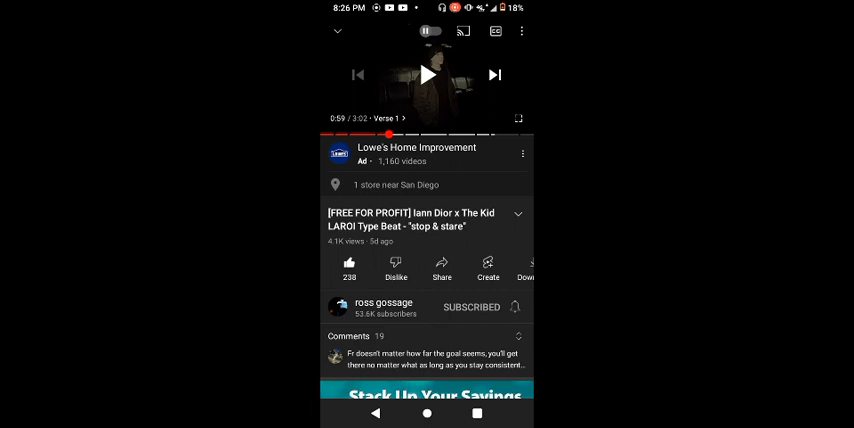 8:26 PM 18%
CC
0:59 / 3:02 · Verse 1
LOWE'S
Lowe's Home Improvement
Ad · 1,160 videos
1 store near San Diego
[FREE FOR PROFIT] Iann Dior x The Kid
LAROI Type Beat - "stop & stare"
4.1K views · 5d ago
238 Dislike Share Create Down
ross gossage
53.6K subscribers
SUBSCRIBED
Comments 19
Fr doesn't matter how far the goal seems, you'll get
there no matter what as long as you stay consistent...
Stack Up Your Savings